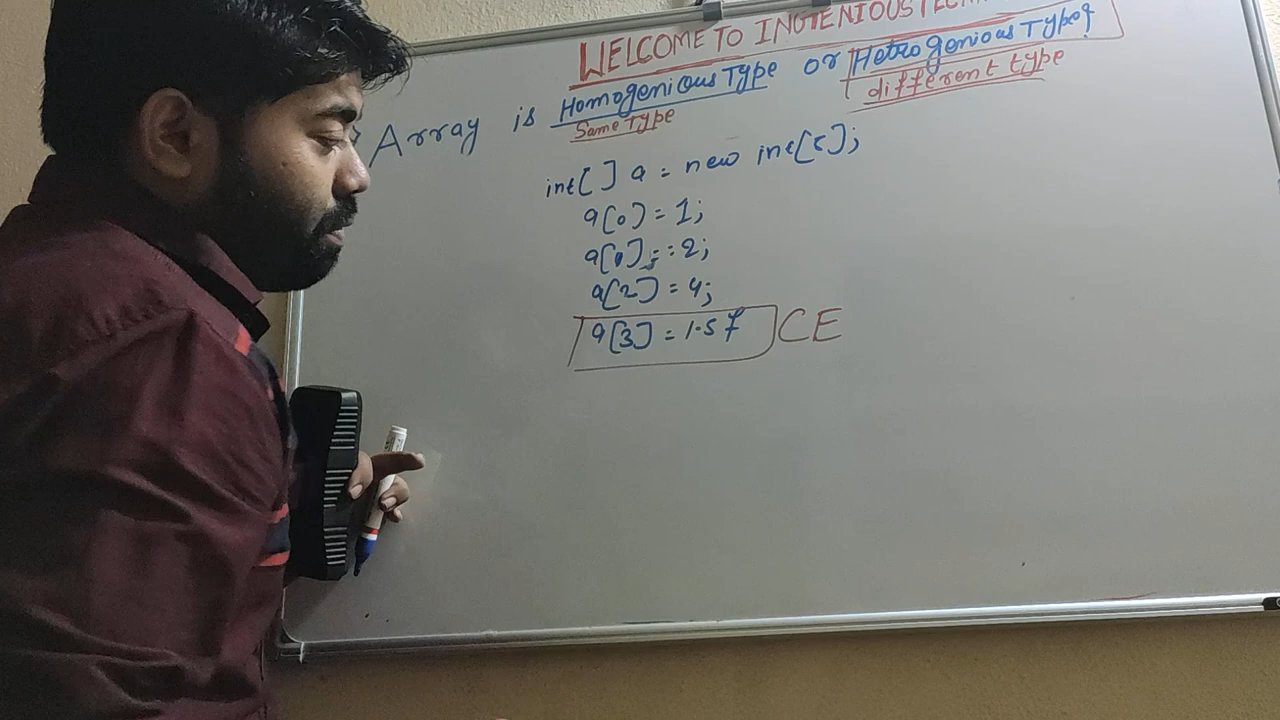 WELCOME TO INGTENIOUS
Array is Homogenious Type or Hetrogenious Type?
Same Type different type
int[] a = new int[5];
a[0] = 1;
a[1] = 2;
a[2] = 4;
a[3] = 1.5f CE